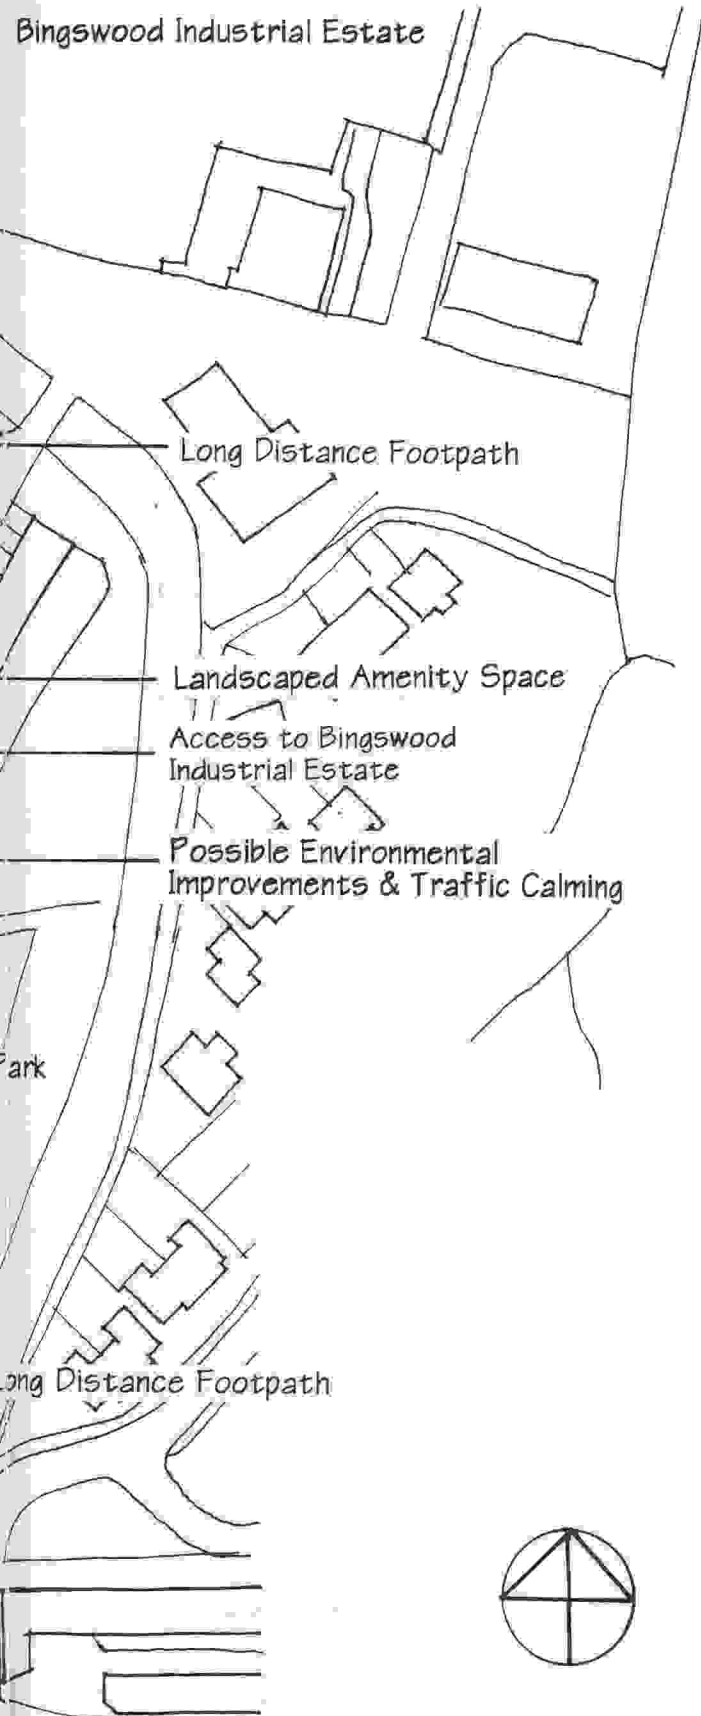 Bingswood Industrial Estate
Long Distance Footpath
Landscaped Amenity Space
Access to Bingswood
Industrial Estate
Possible Environmental
Improvements & Traffic Calming
ark
ong Distance Footpath